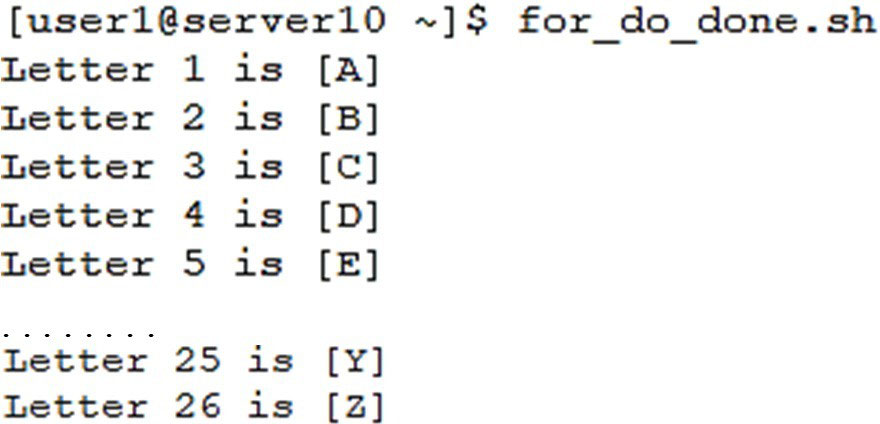 [user1@server10 ~]$ for_do_done.sh
Letter 1 is [A]
Letter 2 is [B]
Letter 3 is [C]
Letter 4 is [D]
Letter 5 is [E]
........
Letter 25 is [Y]
Letter 26 is [Z]